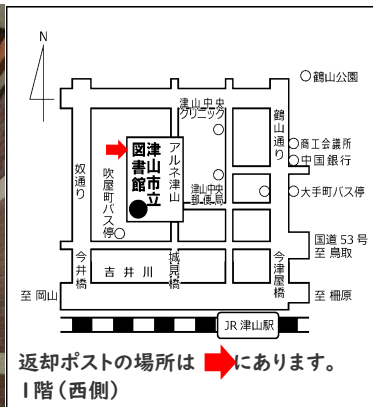 N
鶴山公園
津山中央
クリニック
鶴山通り
商工会議所
中国銀行
アルネ津山
津山市立
図書館
奴通り
吹屋町バス停
津山中央
郵便局
大手町バス停
国道53号
至 鳥取
今井橋
吉井川
城見橋
今津屋橋
至 岡山
至 柵原
JR津山駅
返却ポストの場所は
にあります。
1階(西側)